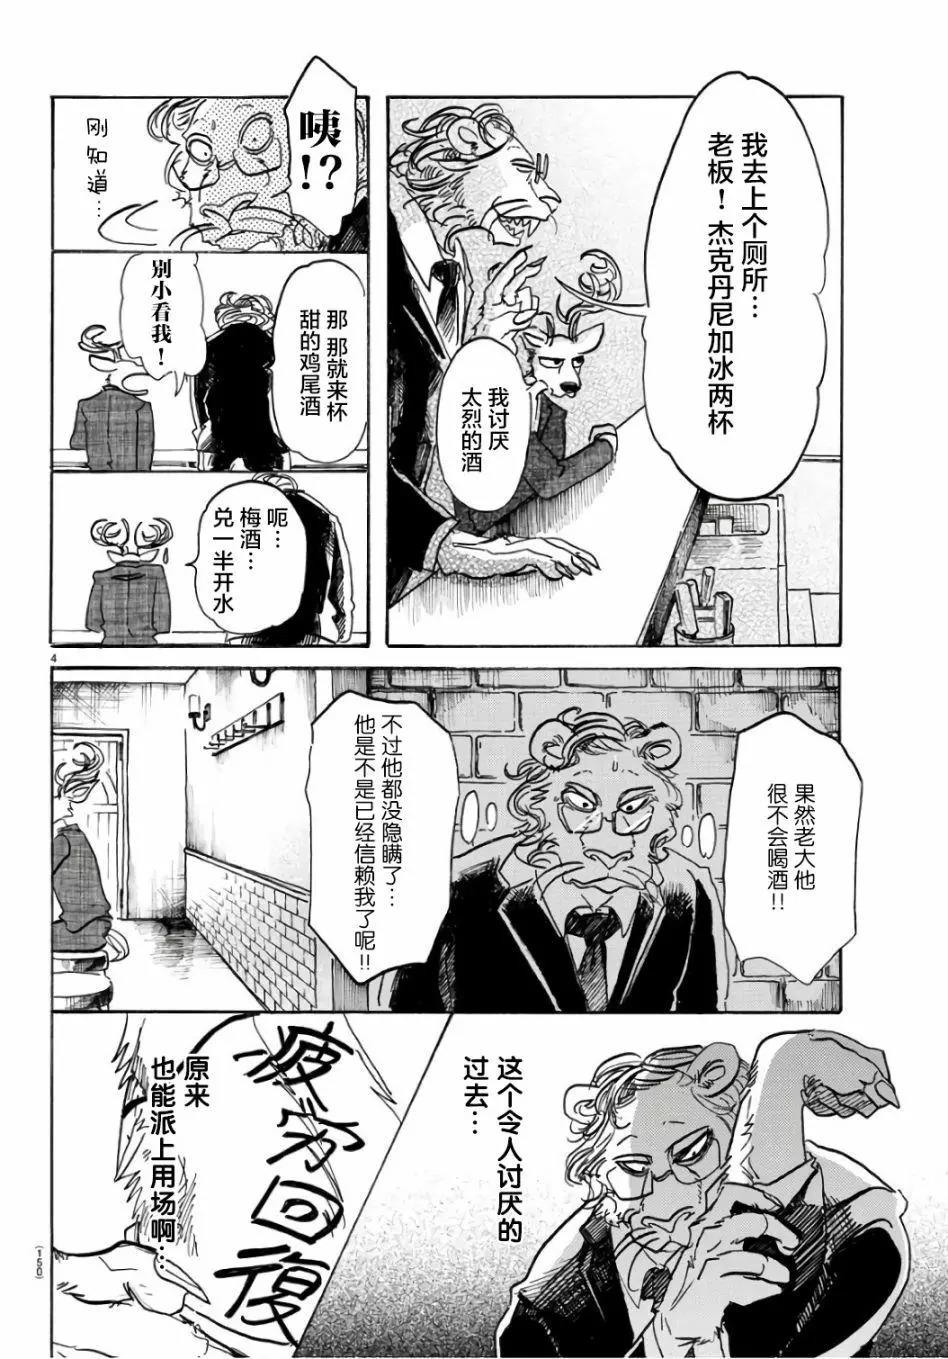 我去上个厕所…
老板！杰克丹尼加冰两杯
我讨厌
太烈的酒
咦
!?
刚知道…
那 那就来杯
甜的鸡尾酒
别小看我！
呃…
梅酒…
兑一半开水
4
果然老大他
很不会喝酒!!
不过他都没隐瞒了…
他是不是已经信赖我了呢!!
这个令人讨厌的
过去…
疲労回復
原来
也能派上用场啊…
(150)